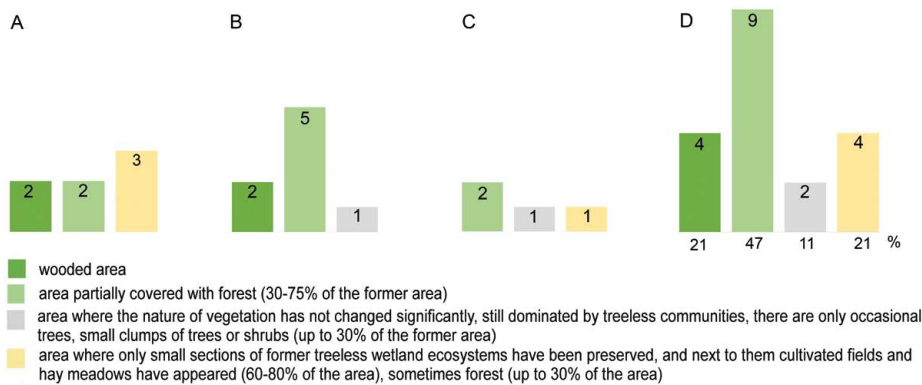 A B C D
2 2 3
2 5 1
2 1 1
4 9 2 4
21 47 11 21 %
wooded area
area partially covered with forest (30-75% of the former area)
area where the nature of vegetation has not changed significantly, still dominated by treeless communities, there are only occasional
trees, small clumps of trees or shrubs (up to 30% of the former area)
area where only small sections of former treeless wetland ecosystems have been preserved, and next to them cultivated fields and
hay meadows have appeared (60-80% of the area), sometimes forest (up to 30% of the area)